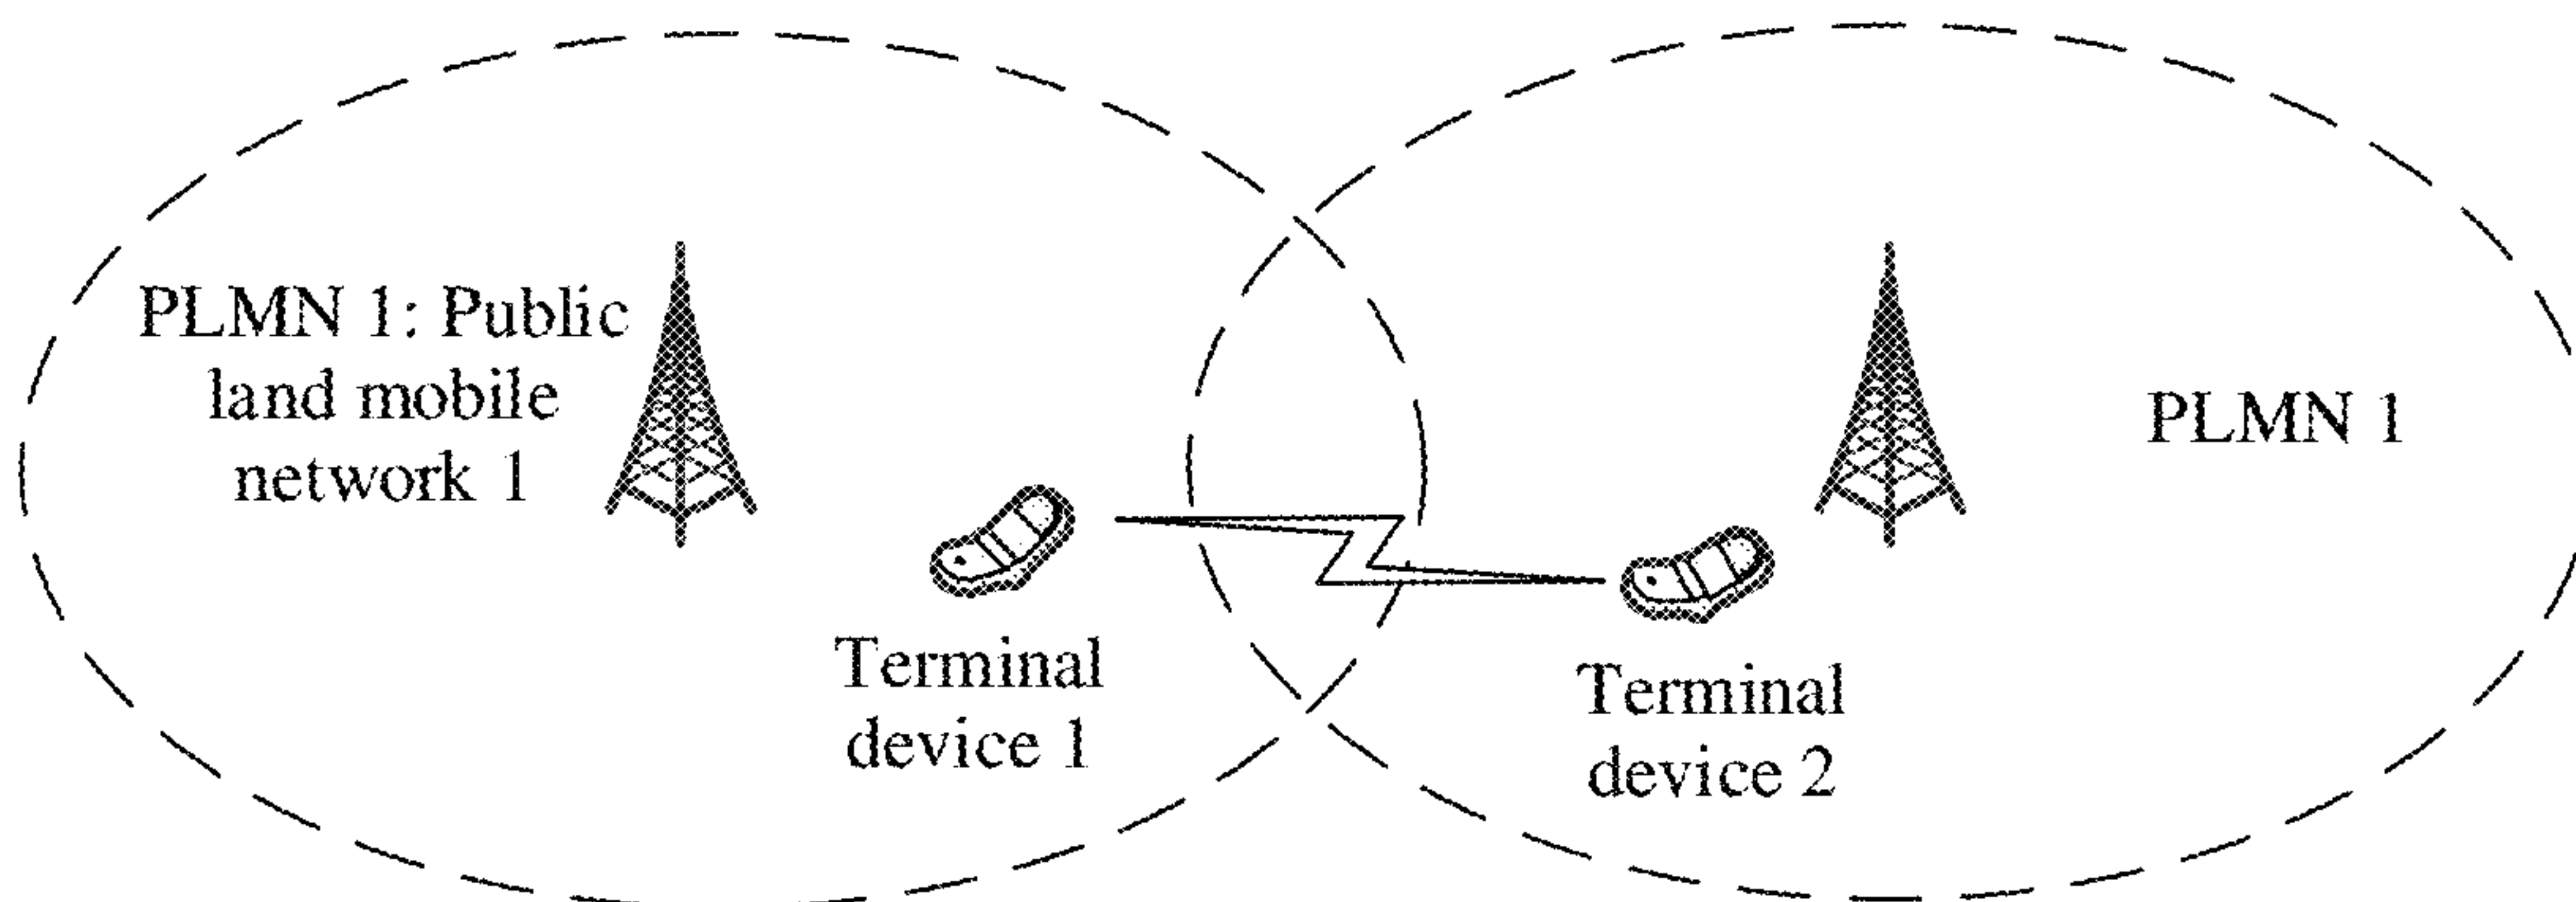 PLMN 1: Public
land mobile
network 1
PLMN 1
Terminal
device 1
Terminal
device 2